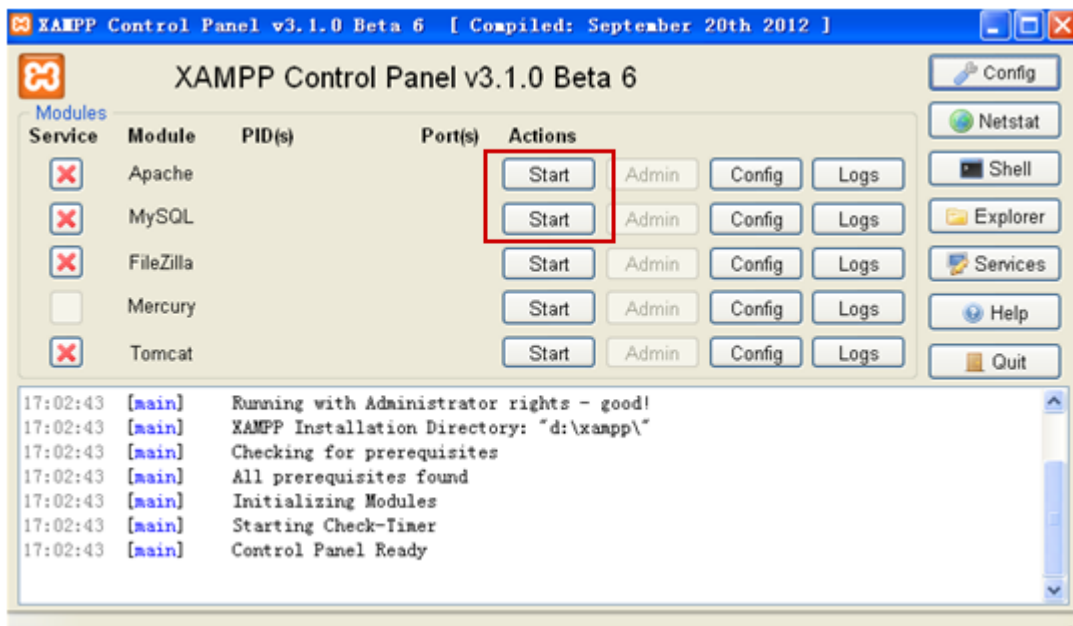 XAMPP Control Panel v3.1.0 Beta 6 [ Compiled: September 20th 2012 ]
XAMPP Control Panel v3.1.0 Beta 6
Config
Modules
Netstat
Service Module PID(s) Port(s) Actions
Apache Start Admin Config Logs
Shell
MySQL Start Admin Config Logs
Explorer
FileZilla Start Admin Config Logs
Services
Mercury Start Admin Config Logs
Help
Tomcat Start Admin Config Logs
Quit
17:02:43 [main] Running with Administrator rights - good!
17:02:43 [main] XAMPP Installation Directory: "d:\xampp\"
17:02:43 [main] Checking for prerequisites
17:02:43 [main] All prerequisites found
17:02:43 [main] Initializing Modules
17:02:43 [main] Starting Check-Timer
17:02:43 [main] Control Panel Ready